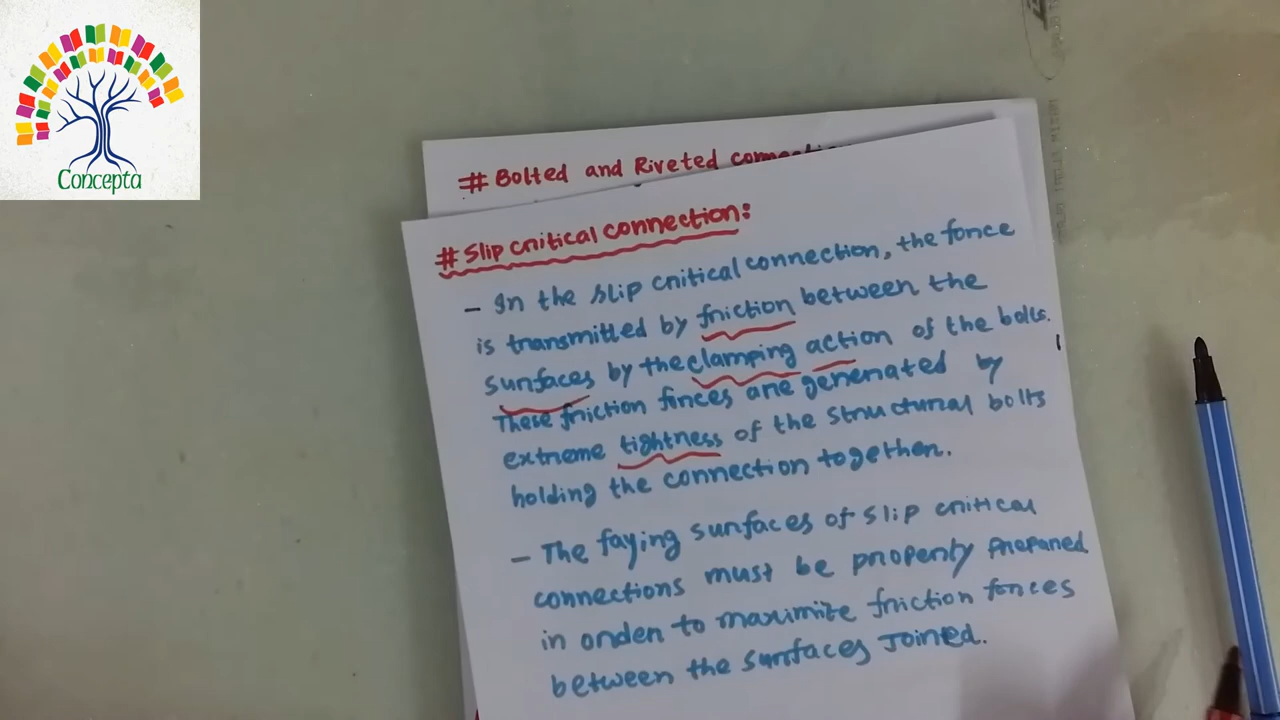 Concepta
# Bolted and Riveted
# Slip critical connection:
- In the slip critical connection, the force
is transmitted by friction between the
surfaces by the clamping action of the bolts.
These friction forces are generated by
extreme tightness of the structural bolts
holding the connection together.
- The faying surfaces of slip critical
connections must be properly prepared
in order to maximize friction forces
between the surfaces joined.